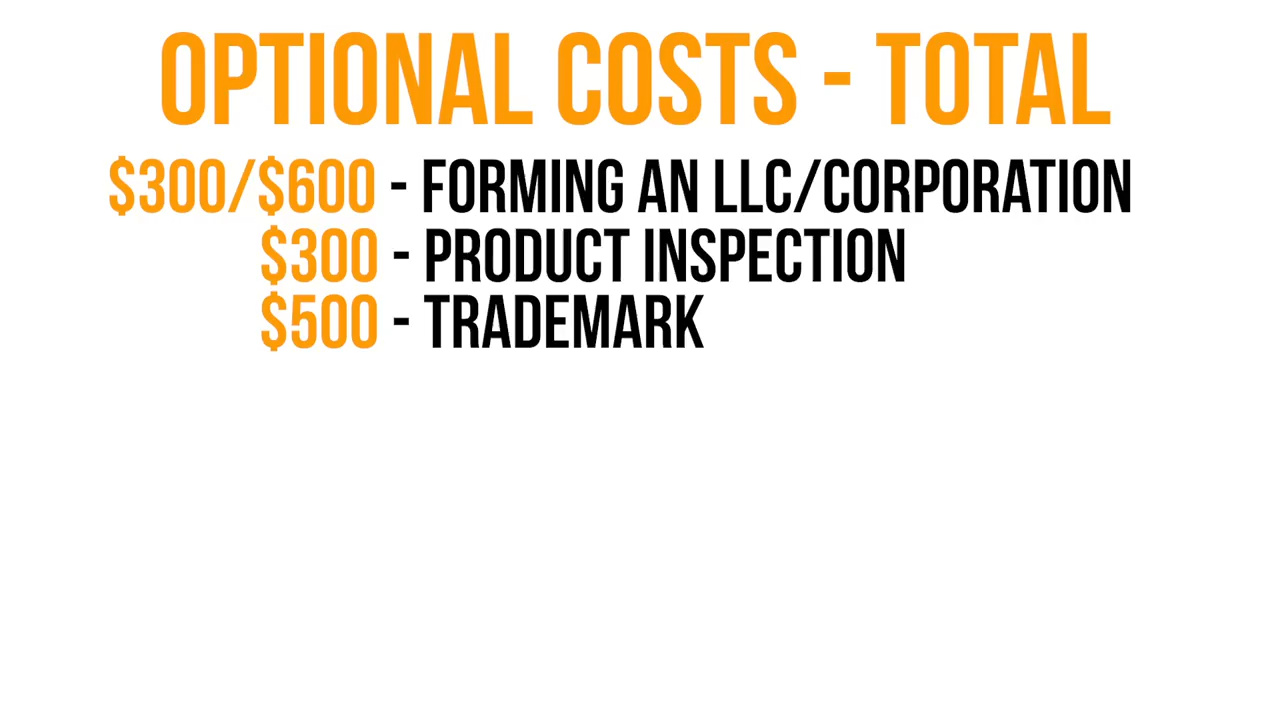 OPTIONAL COSTS - TOTAL
$300/$600 - FORMING AN LLC/CORPORATION
$300 - PRODUCT INSPECTION
$500 - TRADEMARK